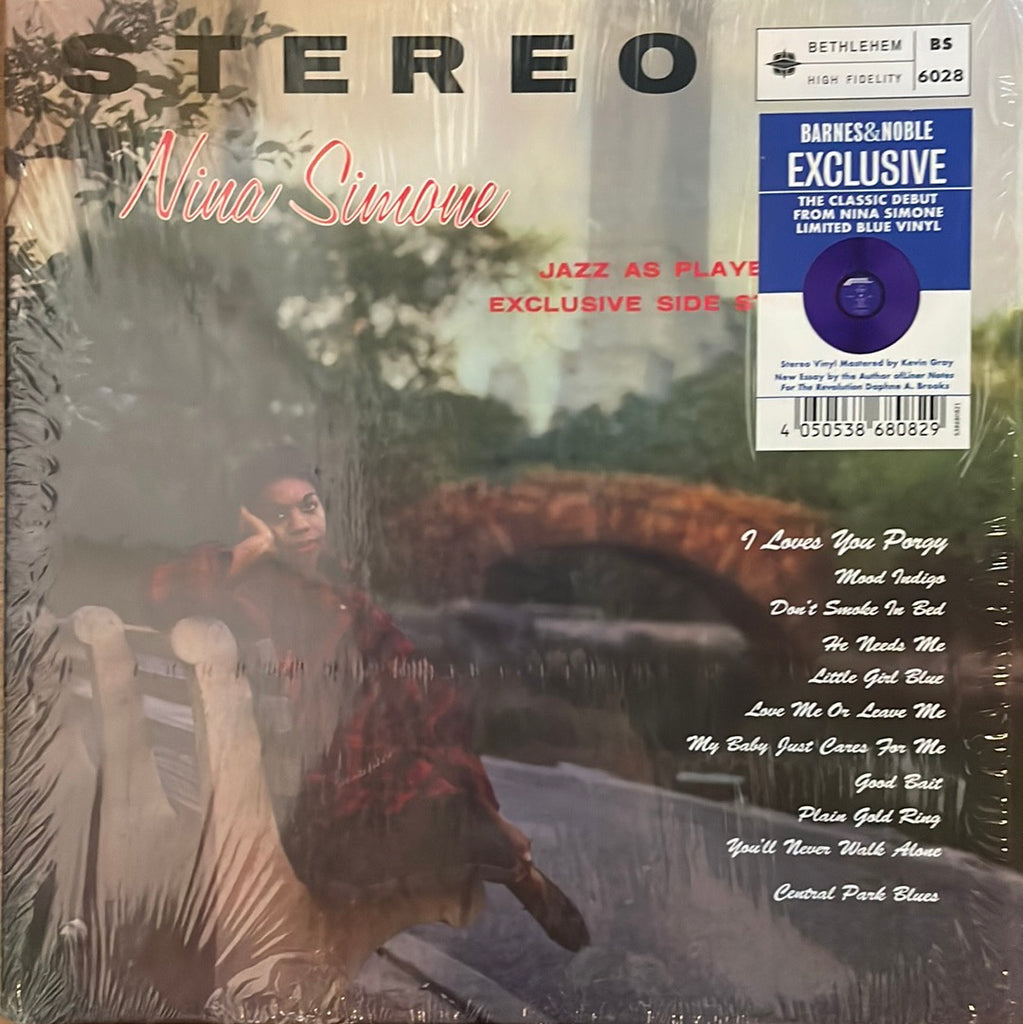 STEREO
BETHLEHEM
HIGH FIDELITY
BS
6028
Nina Simone
BARNES&NOBLE
EXCLUSIVE
THE CLASSIC DEBUT
FROM NINA SIMONE
LIMITED BLUE VINYL
JAZZ AS
EXCLUSIVE SIDE
Stereo Vinyl Mastered by Kevin Gray
New Essay by the Author ofLiner Notes
For The Revolution Daphne A. Brooks
4 050538 680829
I Loves You Porgy
Mood Indigo
Don't Smoke In Bed
He Needs Me
Little Girl Blue
Love Me Or Leave Me
My Baby Just Cares For Me
Good Bait
Plain Gold Ring
You'll Never Walk Alone
Central Park Blues